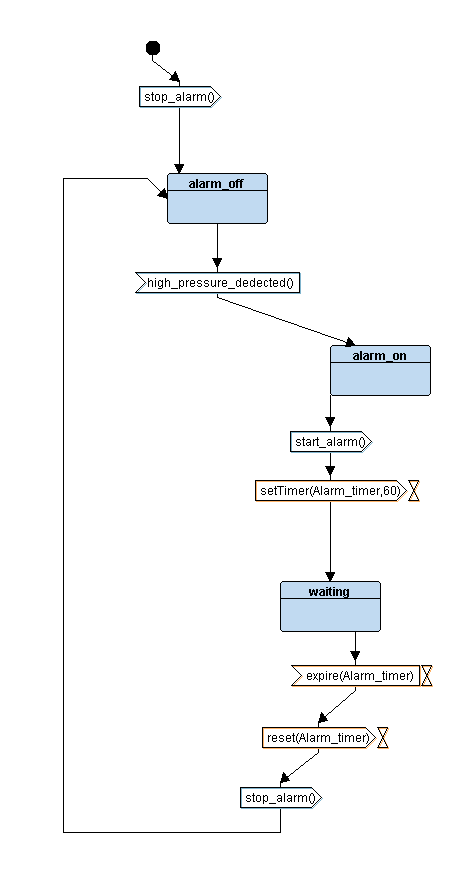 stop_alarm()
alarm_off
high_pressure_dedected()
alarm_on
start_alarm()
setTimer(Alarm_timer,60)
waiting
expire(Alarm_timer)
reset(Alarm_timer)
stop_alarm()